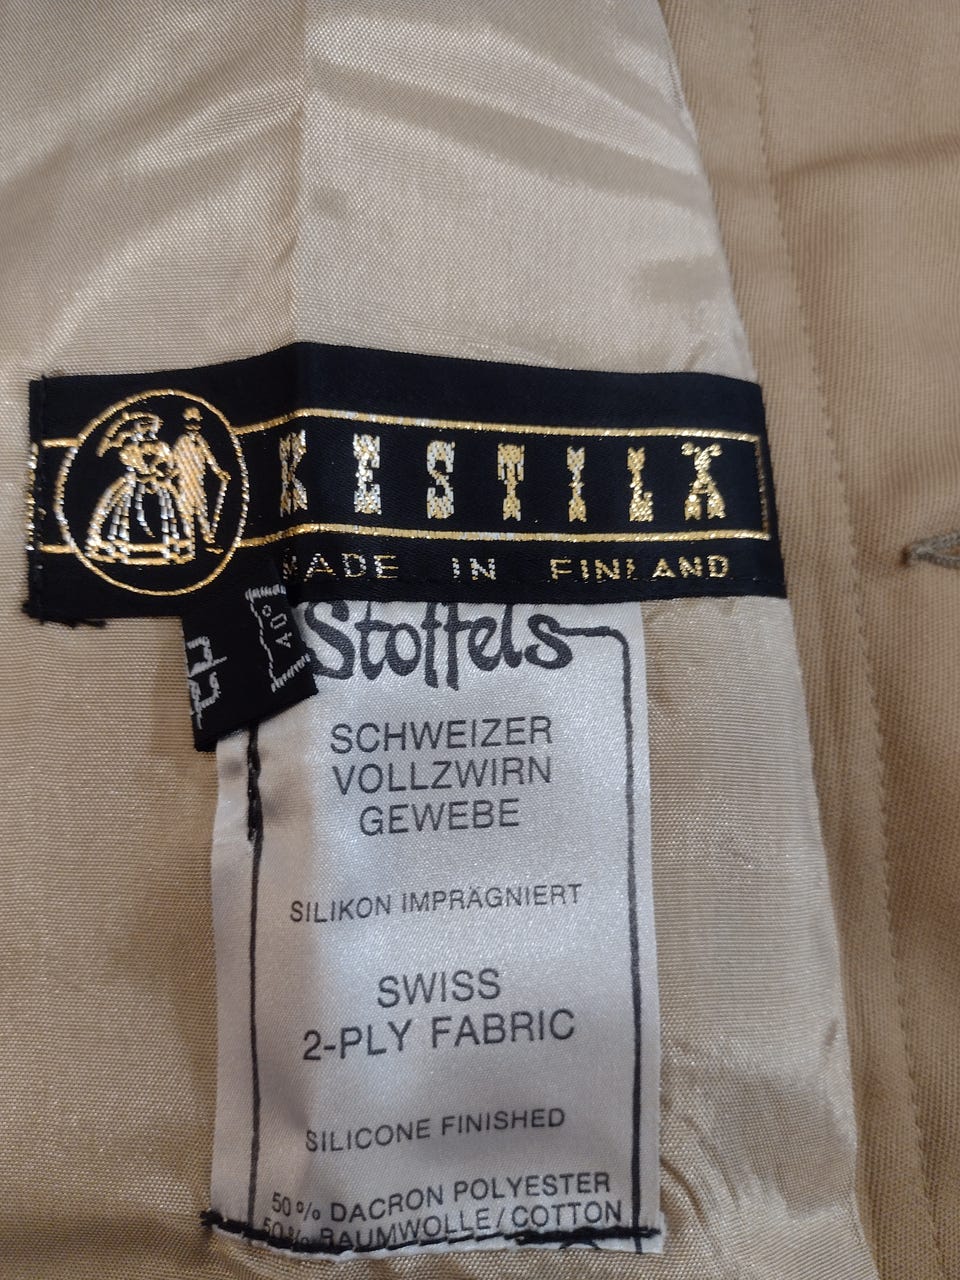 KESTILÄ
MADE IN FINLAND
40°
Stoffels
SCHWEIZER
VOLLZWIRN
GEWEBE
SILIKON IMPRÄGNIERT
SWISS
2-PLY FABRIC
SILICONE FINISHED
50% DACRON POLYESTER
50% BAUMWOLLE/COTTON